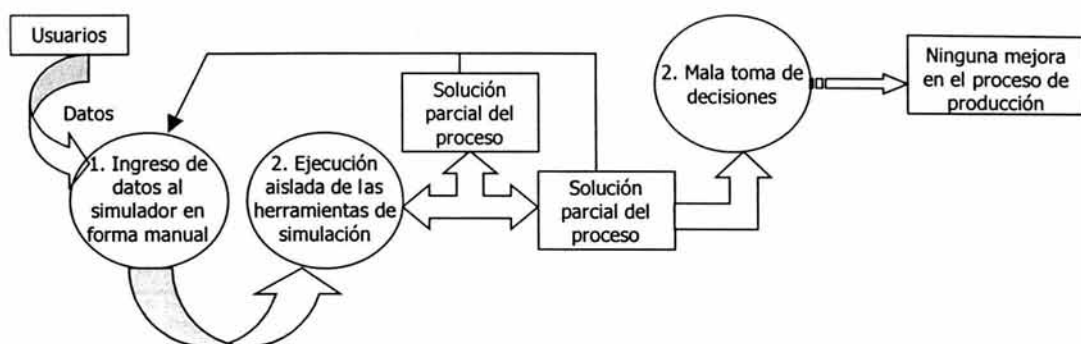 Usuarios
Datos
1. Ingreso de
datos al
simulador en
forma manual
2. Ejecución
aislada de las
herramientas de
simulación
Solución
parcial del
proceso
Solución
parcial del
proceso
2. Mala toma de
decisiones
Ninguna mejora
en el proceso de
producción